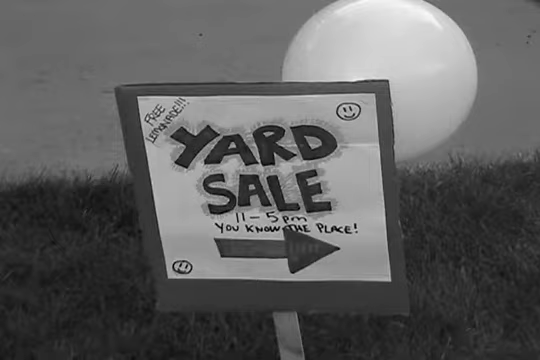 FREE
LEMONADE!!!
YARD
SALE
11-5pm
YOU KNOW THE PLACE!